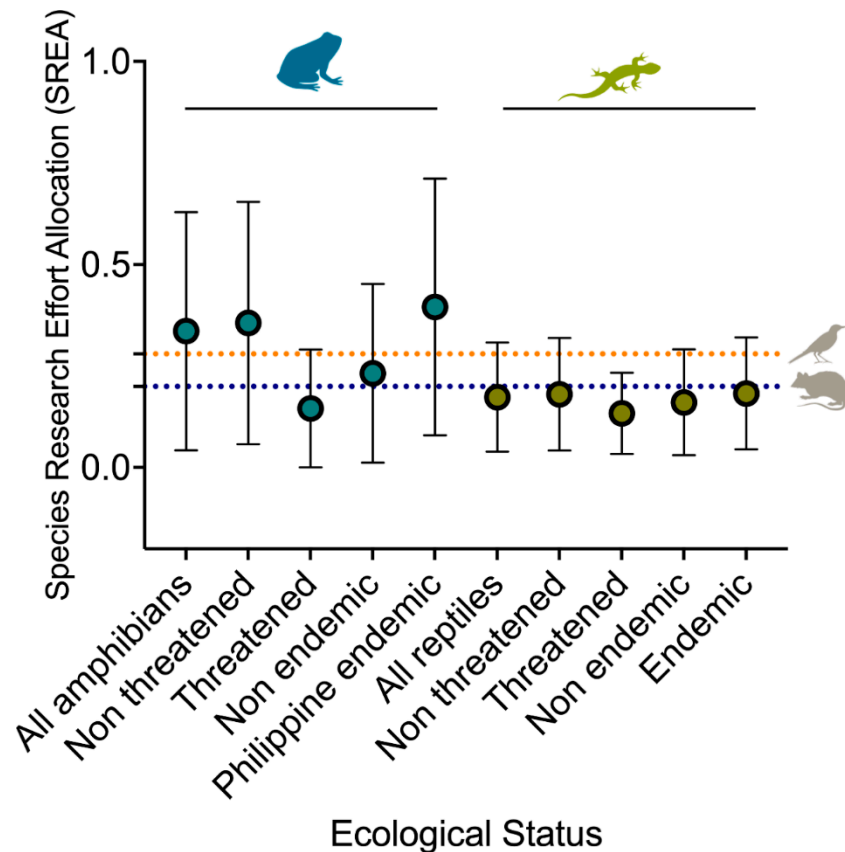 Species Research Effort Allocation (SREA)
1.0
0.5
0.0
All amphibians
Non threatened
Threatened
Non endemic
Philippine endemic
All reptiles
Non threatened
Threatened
Non endemic
Endemic
Ecological Status